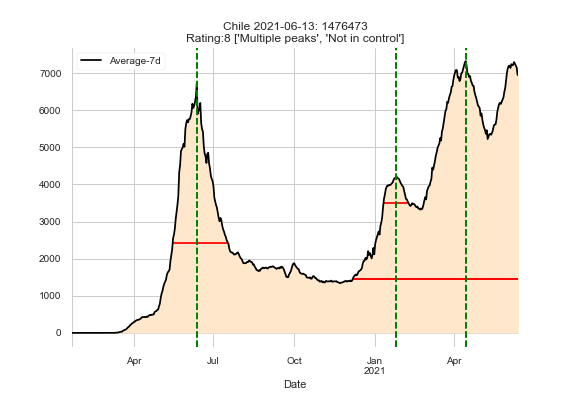 Chile 2021-06-13: 1476473
Rating:8 ['Multiple peaks', 'Not in control']
Average-7d
7000
6000
5000
4000
3000
2000
1000
0
Apr
Jul
Oct
Jan
2021
Apr
Date